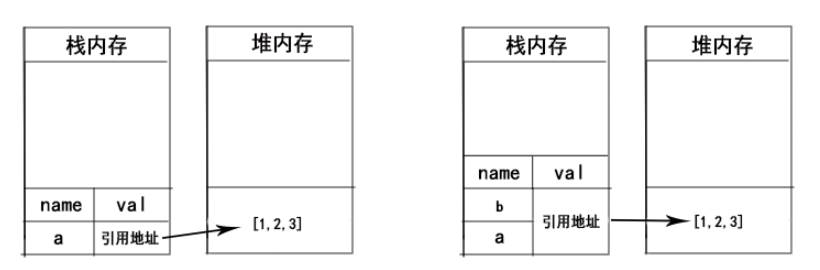 栈内存 堆内存
name val
a 引用地址 [1,2,3]
栈内存 堆内存
name val
b
引用地址 [1,2,3]
a